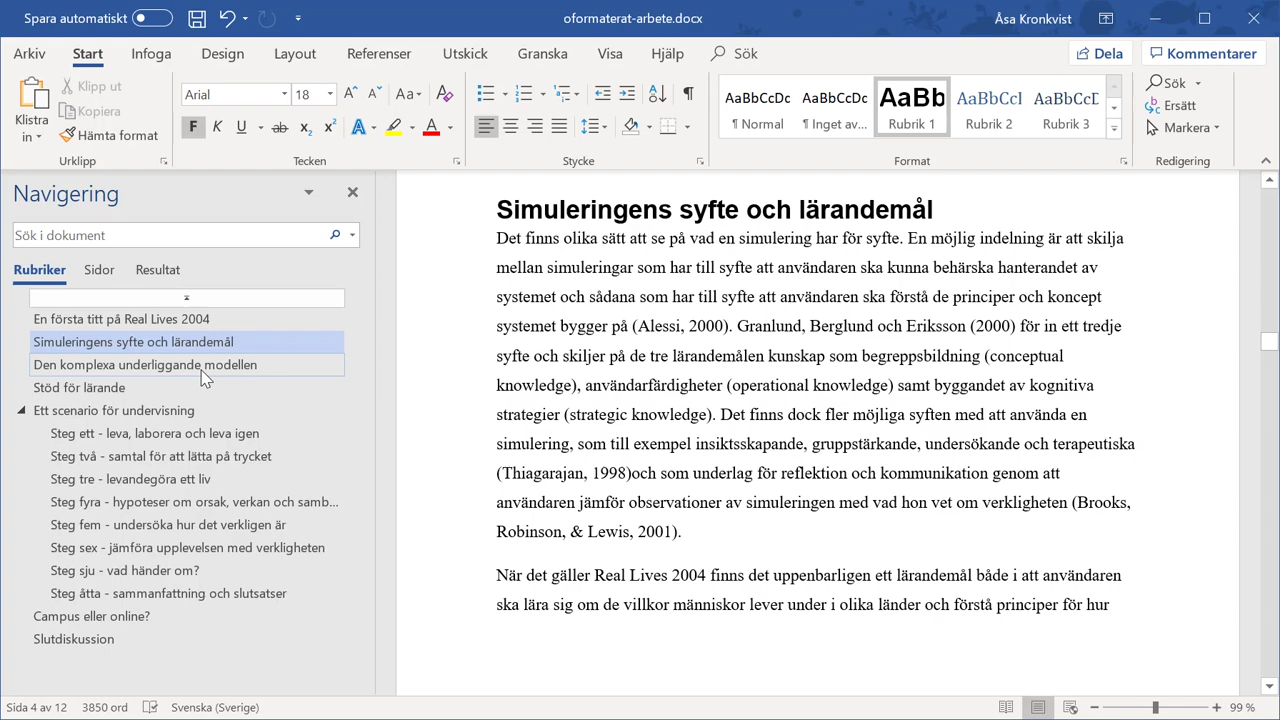 Spara automatiskt
oformaterat-arbete.docx
Åsa Kronkvist
Arkiv Start Infoga Design Layout Referenser Utskick Granska Visa Hjälp Sök Dela Kommentarer
Klistra in
Klipp ut
Kopiera
Hämta format
Urklipp
Arial 18 Aa
F K U ab x₂ x² A A
Tecken
Stycke
AaBbCcDc ¶ Normal
AaBbCcDc ¶ Inget av...
AaBb Rubrik 1
AaBbCcI Rubrik 2
AaBbCcDc Rubrik 3
Format
Sök
Ersätt
Markera
Redigering
Navigering
Sök i dokument
Rubriker Sidor Resultat
En första titt på Real Lives 2004
Simuleringens syfte och lärandemål
Den komplexa underliggande modellen
Stöd för lärande
Ett scenario för undervisning
Steg ett - leva, laborera och leva igen
Steg två - samtal för att lätta på trycket
Steg tre - levandegöra ett liv
Steg fyra - hypoteser om orsak, verkan och samb...
Steg fem - undersöka hur det verkligen är
Steg sex - jämföra upplevelsen med verkligheten
Steg sju - vad händer om?
Steg åtta - sammanfattning och slutsatser
Campus eller online?
Slutdiskussion
Simuleringens syfte och lärandemål
Det finns olika sätt att se på vad en simulering har för syfte. En möjlig indelning är att skilja
mellan simuleringar som har till syfte att användaren ska kunna behärska hanterandet av
systemet och sådana som har till syfte att användaren ska förstå de principer och koncept
systemet bygger på (Alessi, 2000). Granlund, Berglund och Eriksson (2000) för in ett tredje
syfte och skiljer på de tre lärandemålen kunskap som begreppsbildning (conceptual
knowledge), användarfärdigheter (operational knowledge) samt byggandet av kognitiva
strategier (strategic knowledge). Det finns dock fler möjliga syften med att använda en
simulering, som till exempel insiktsskapande, gruppstärkande, undersökande och terapeutiska
(Thiagarajan, 1998)och som underlag för reflektion och kommunikation genom att
användaren jämför observationer av simuleringen med vad hon vet om verkligheten (Brooks,
Robinson, & Lewis, 2001).
När det gäller Real Lives 2004 finns det uppenbarligen ett lärandemål både i att användaren
ska lära sig om de villkor människor lever under i olika länder och förstå principer för hur
Sida 4 av 12 3850 ord Svenska (Sverige) 99 %